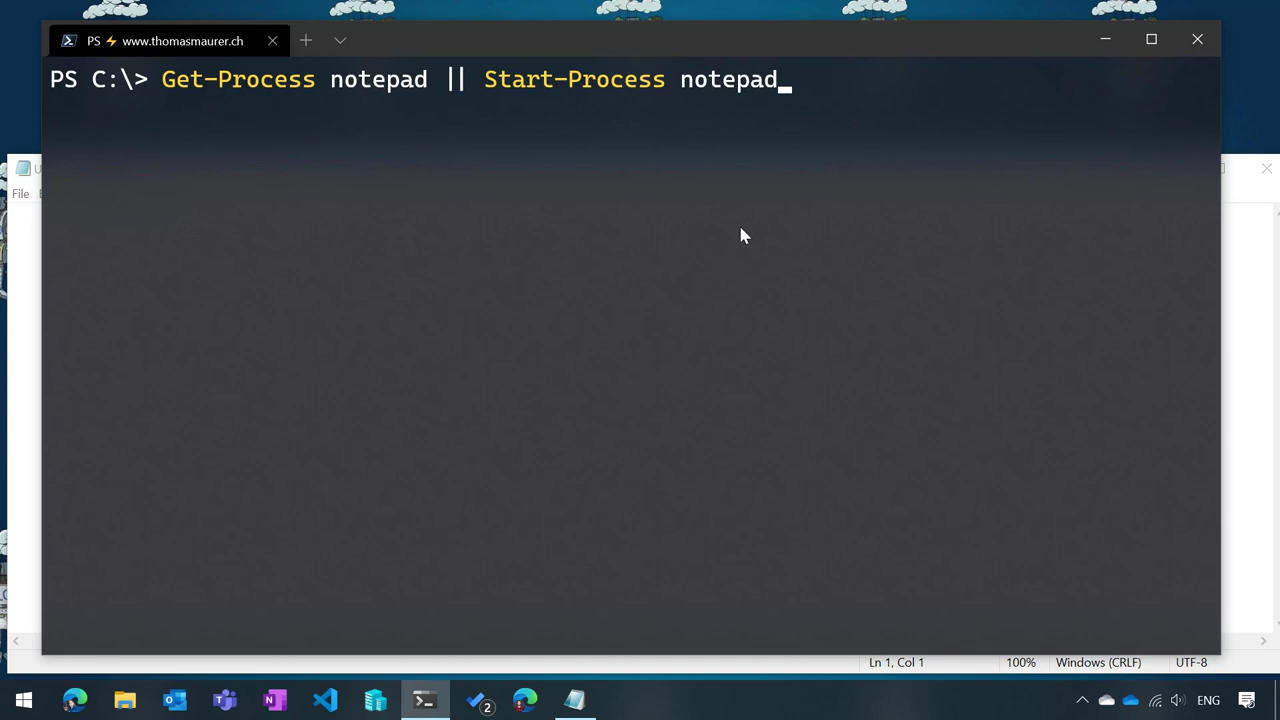 PS ⚡ www.thomasmaurer.ch
PS C:\> Get-Process notepad || Start-Process notepad
File
Ln 1, Col 1
100%
Windows (CRLF)
UTF-8
2
ENG